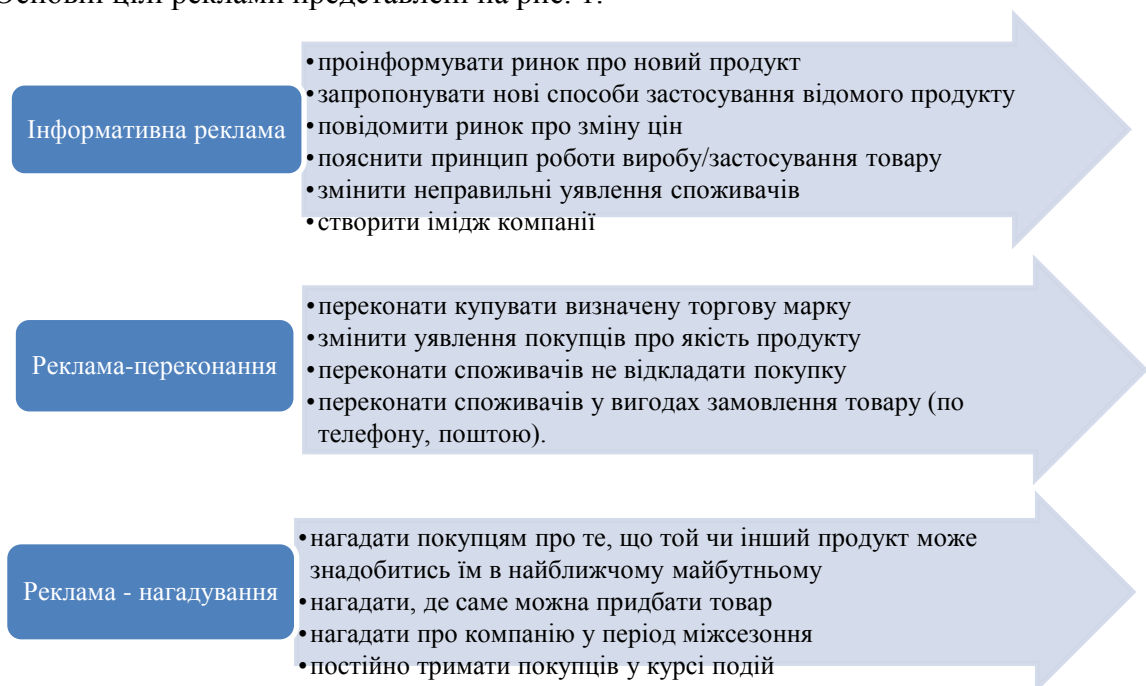 Основні цілі реклами представлені на рис. 1.
Інформативна реклама
•проінформувати ринок про новий продукт
•запропонувати нові способи застосування відомого продукту
•повідомити ринок про зміну цін
•пояснити принцип роботи виробу/застосування товару
•змінити неправильні уявлення споживачів
•створити імідж компанії
Реклама-переконання
•переконати купувати визначену торгову марку
•змінити уявлення покупців про якість продукту
•переконати споживачів не відкладати покупку
•переконати споживачів у вигодах замовлення товару (по
телефону, поштою).
Реклама - нагадування
•нагадати покупцям про те, що той чи інший продукт може
знадобитись їм в найближчому майбутньому
•нагадати, де саме можна придбати товар
•нагадати про компанію у період міжсезоння
•постійно тримати покупців у курсі подій